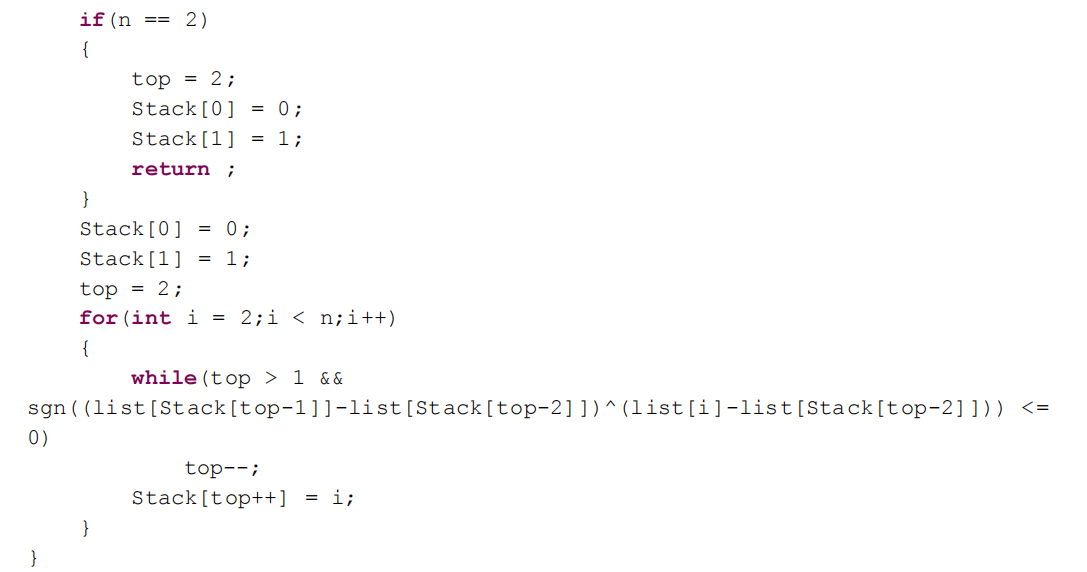 if(n == 2)
{
top = 2;
Stack[0] = 0;
Stack[1] = 1;
return ;
}
Stack[0] = 0;
Stack[1] = 1;
top = 2;
for(int i = 2;i < n;i++)
{
while(top > 1 &&
sgn((list[Stack[top-1]]-list[Stack[top-2]])^(list[i]-list[Stack[top-2]])) <=
0)
top--;
Stack[top++] = i;
}
}